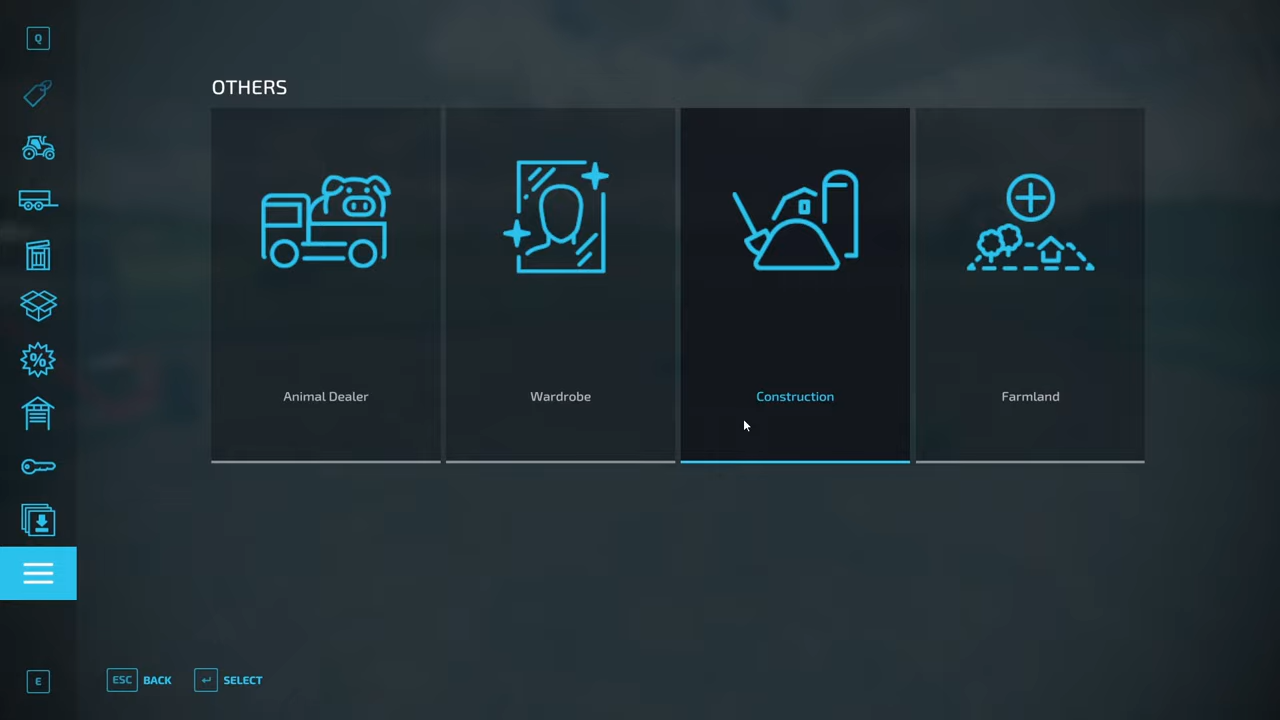 Q
OTHERS
%
Animal Dealer
Wardrobe
Construction
Farmland
E
ESC BACK
↵ SELECT